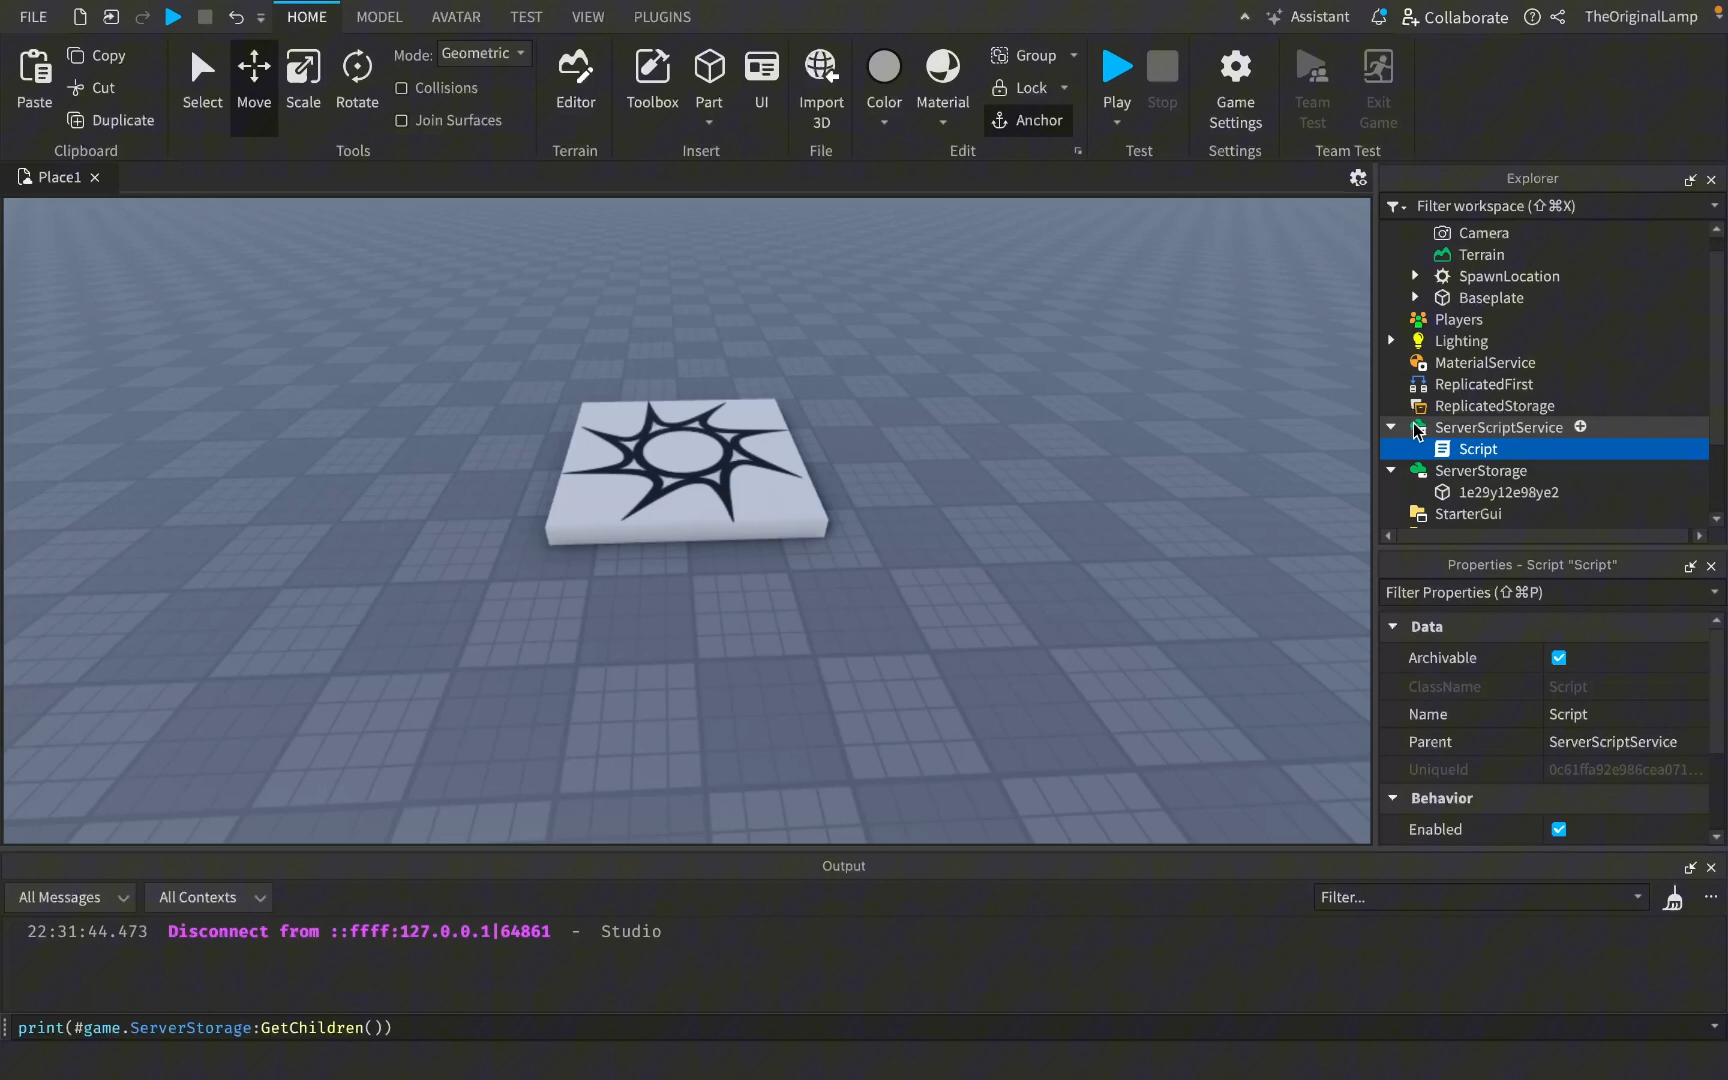 FILE HOME MODEL AVATAR TEST VIEW PLUGINS Assistant Collaborate TheOriginalLamp
Paste
Copy
Cut
Duplicate
Clipboard
Select Move Scale Rotate
Mode: Geometric
Collisions
Join Surfaces
Tools
Editor
Terrain
Toolbox Part UI
Insert
Import
3D
File
Color Material
Group
Lock
Anchor
Edit
Play Stop
Test
Game
Settings
Settings
Team
Test
Exit
Game
Team Test
Place1
Explorer
Filter workspace (⇧⌘X)
Camera
Terrain
SpawnLocation
Baseplate
Players
Lighting
MaterialService
ReplicatedFirst
ReplicatedStorage
ServerScriptService
Script
ServerStorage
1e29y12e98ye2
StarterGui
Properties - Script "Script"
Filter Properties (⇧⌘P)
Data
Archivable
ClassName Script
Name Script
Parent ServerScriptService
UniqueId 0c61ffa92e986cea071...
Behavior
Enabled
Output
All Messages All Contexts Filter...
22:31:44.473 Disconnect from ::ffff:127.0.0.1|64861 - Studio
print(#game.ServerStorage:GetChildren())